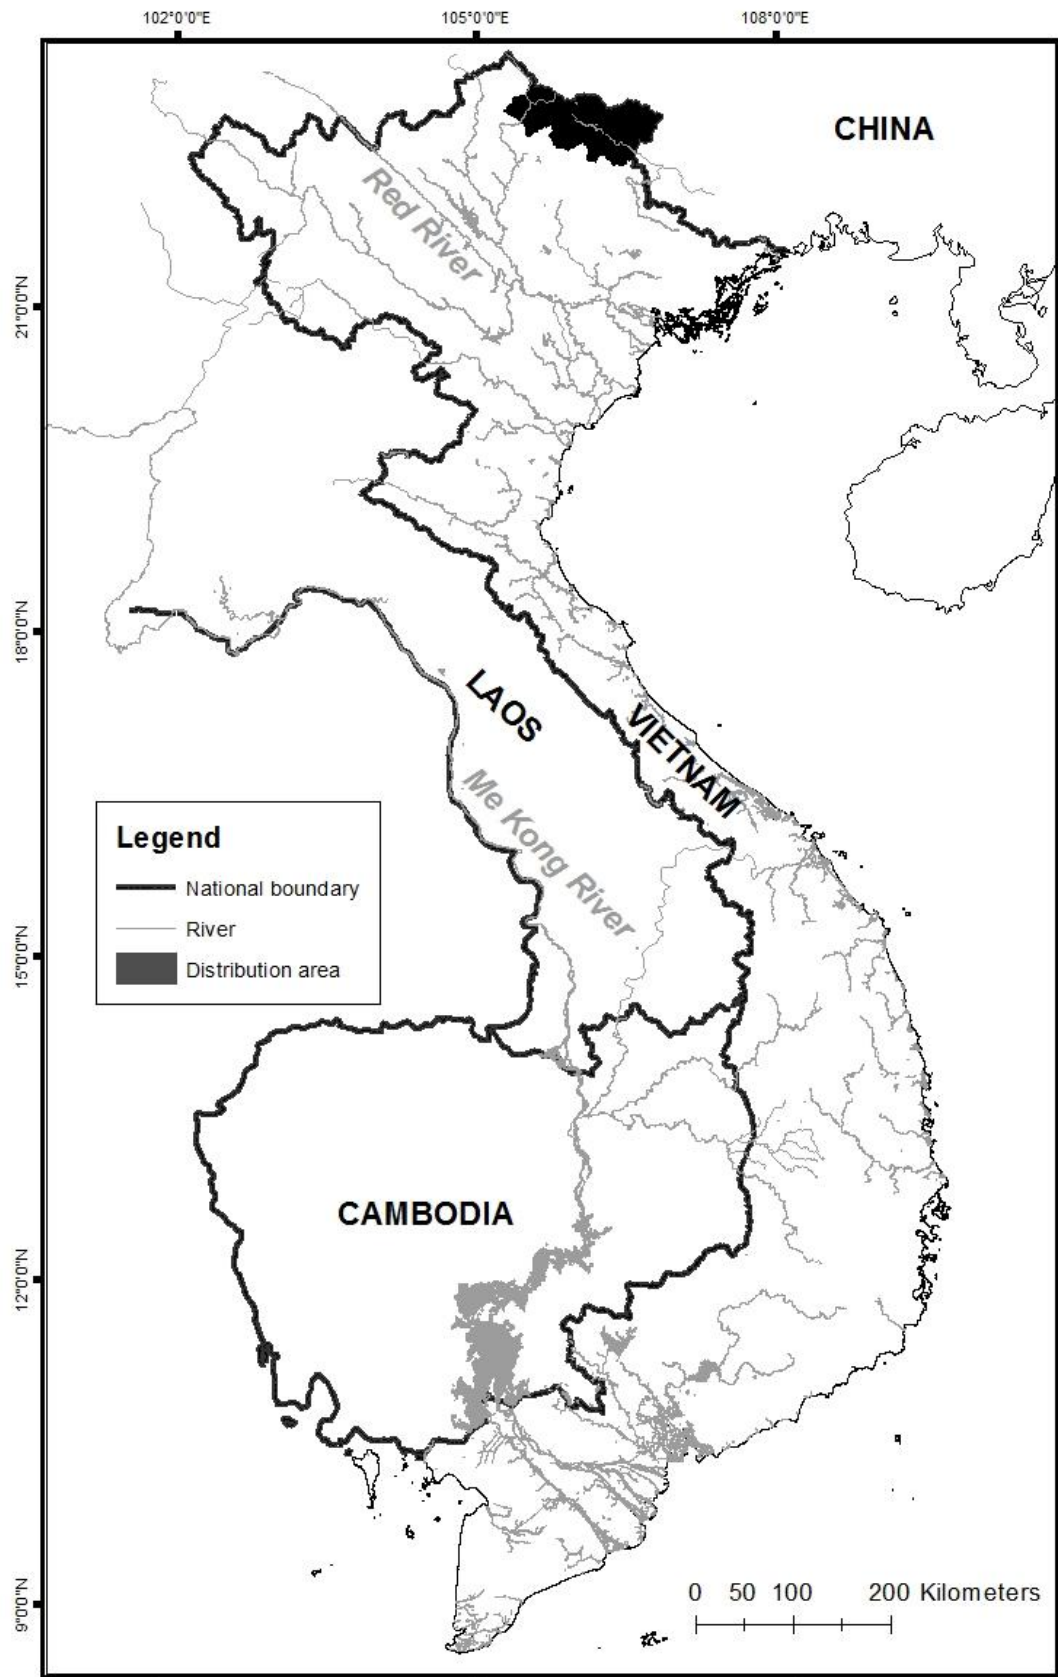 102°0'0"E
105°0'0"E
108°0'0"E
CHINA
Red River
21°0'0"N
18°0'0"N
LAOS
VIETNAM
Me Kong River
Legend
National boundary
River
Distribution area
15°0'0"N
CAMBODIA
12°0'0"N
9°0'0"N
0 50 100 200 Kilometers